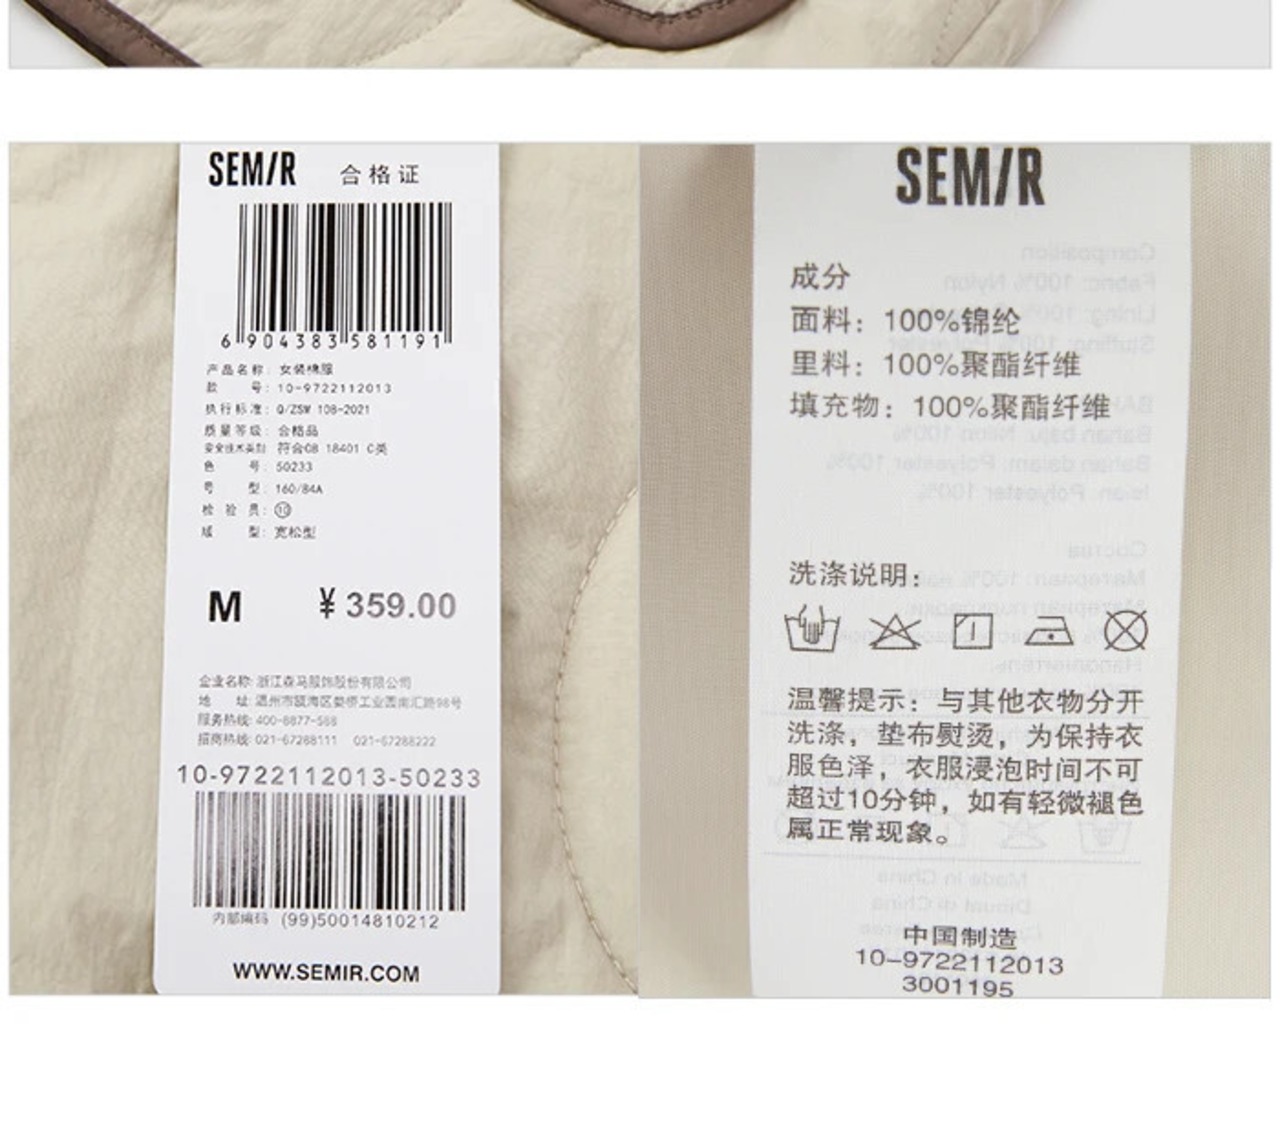 SEM/R 合格证
6 904383 581191
产品名称: 女装棉服
款 号: 10-9722112013
执行标准: Q/ZSM 108-2021
质量等级: 合格品
安全技术类别 符合GB 18401 C类
色 号: 50233
号 型: 160/84A
检 验 员: 10
版 型: 宽松型
M ¥ 359.00
企业名称: 浙江森马服饰股份有限公司
地 址: 温州市瓯海区娄桥工业园南汇路98号
服务热线: 400-8877-588
招商热线: 021-67288111 021-67288222
10-9722112013-50233
内部编码 (99)50014810212
WWW.SEMIR.COM
SEM/R
成分
面料：100%锦纶
里料：100%聚酯纤维
填充物：100%聚酯纤维
洗涤说明：
温馨提示：与其他衣物分开
洗涤，垫布熨烫，为保持衣
服色泽，衣服浸泡时间不可
超过10分钟，如有轻微褪色
属正常现象。
中国制造
10-9722112013
3001195